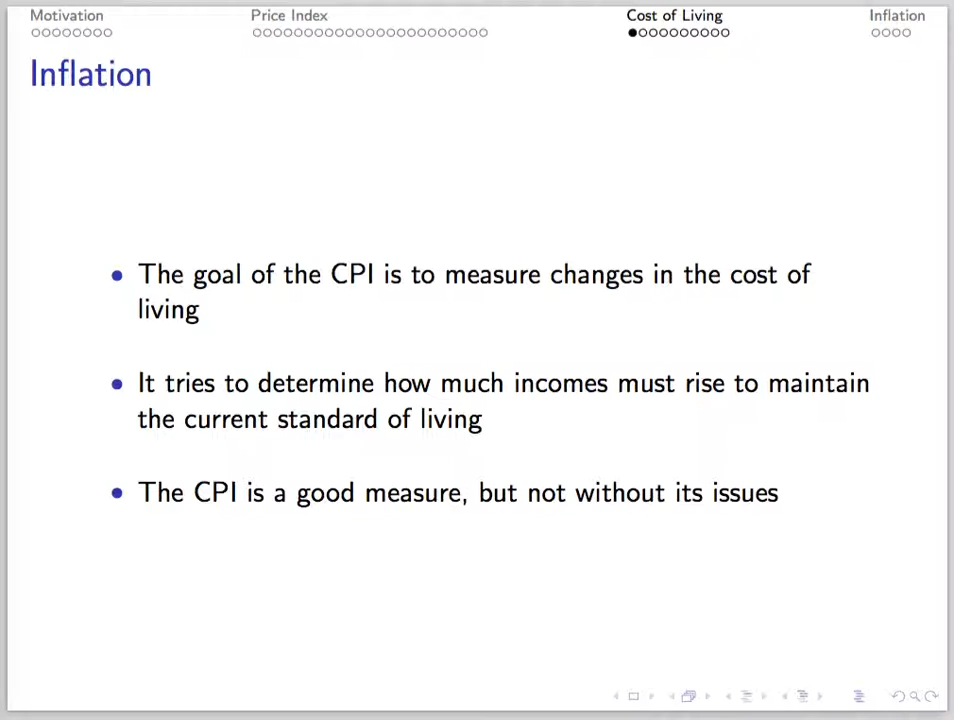 Motivation Price Index Cost of Living Inflation
Inflation
• The goal of the CPI is to measure changes in the cost of
living
• It tries to determine how much incomes must rise to maintain
the current standard of living
• The CPI is a good measure, but not without its issues